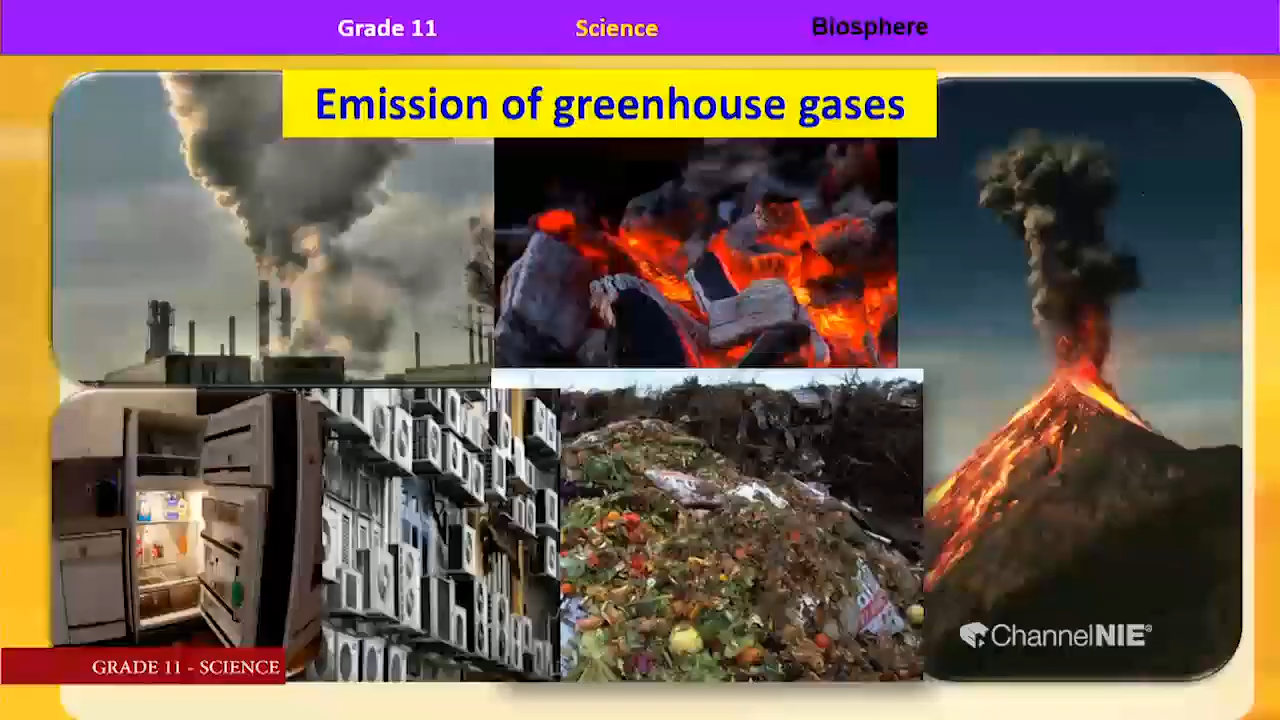 Grade 11
Science
Biosphere
Emission of greenhouse gases
ChannelNIE
GRADE 11 - SCIENCE